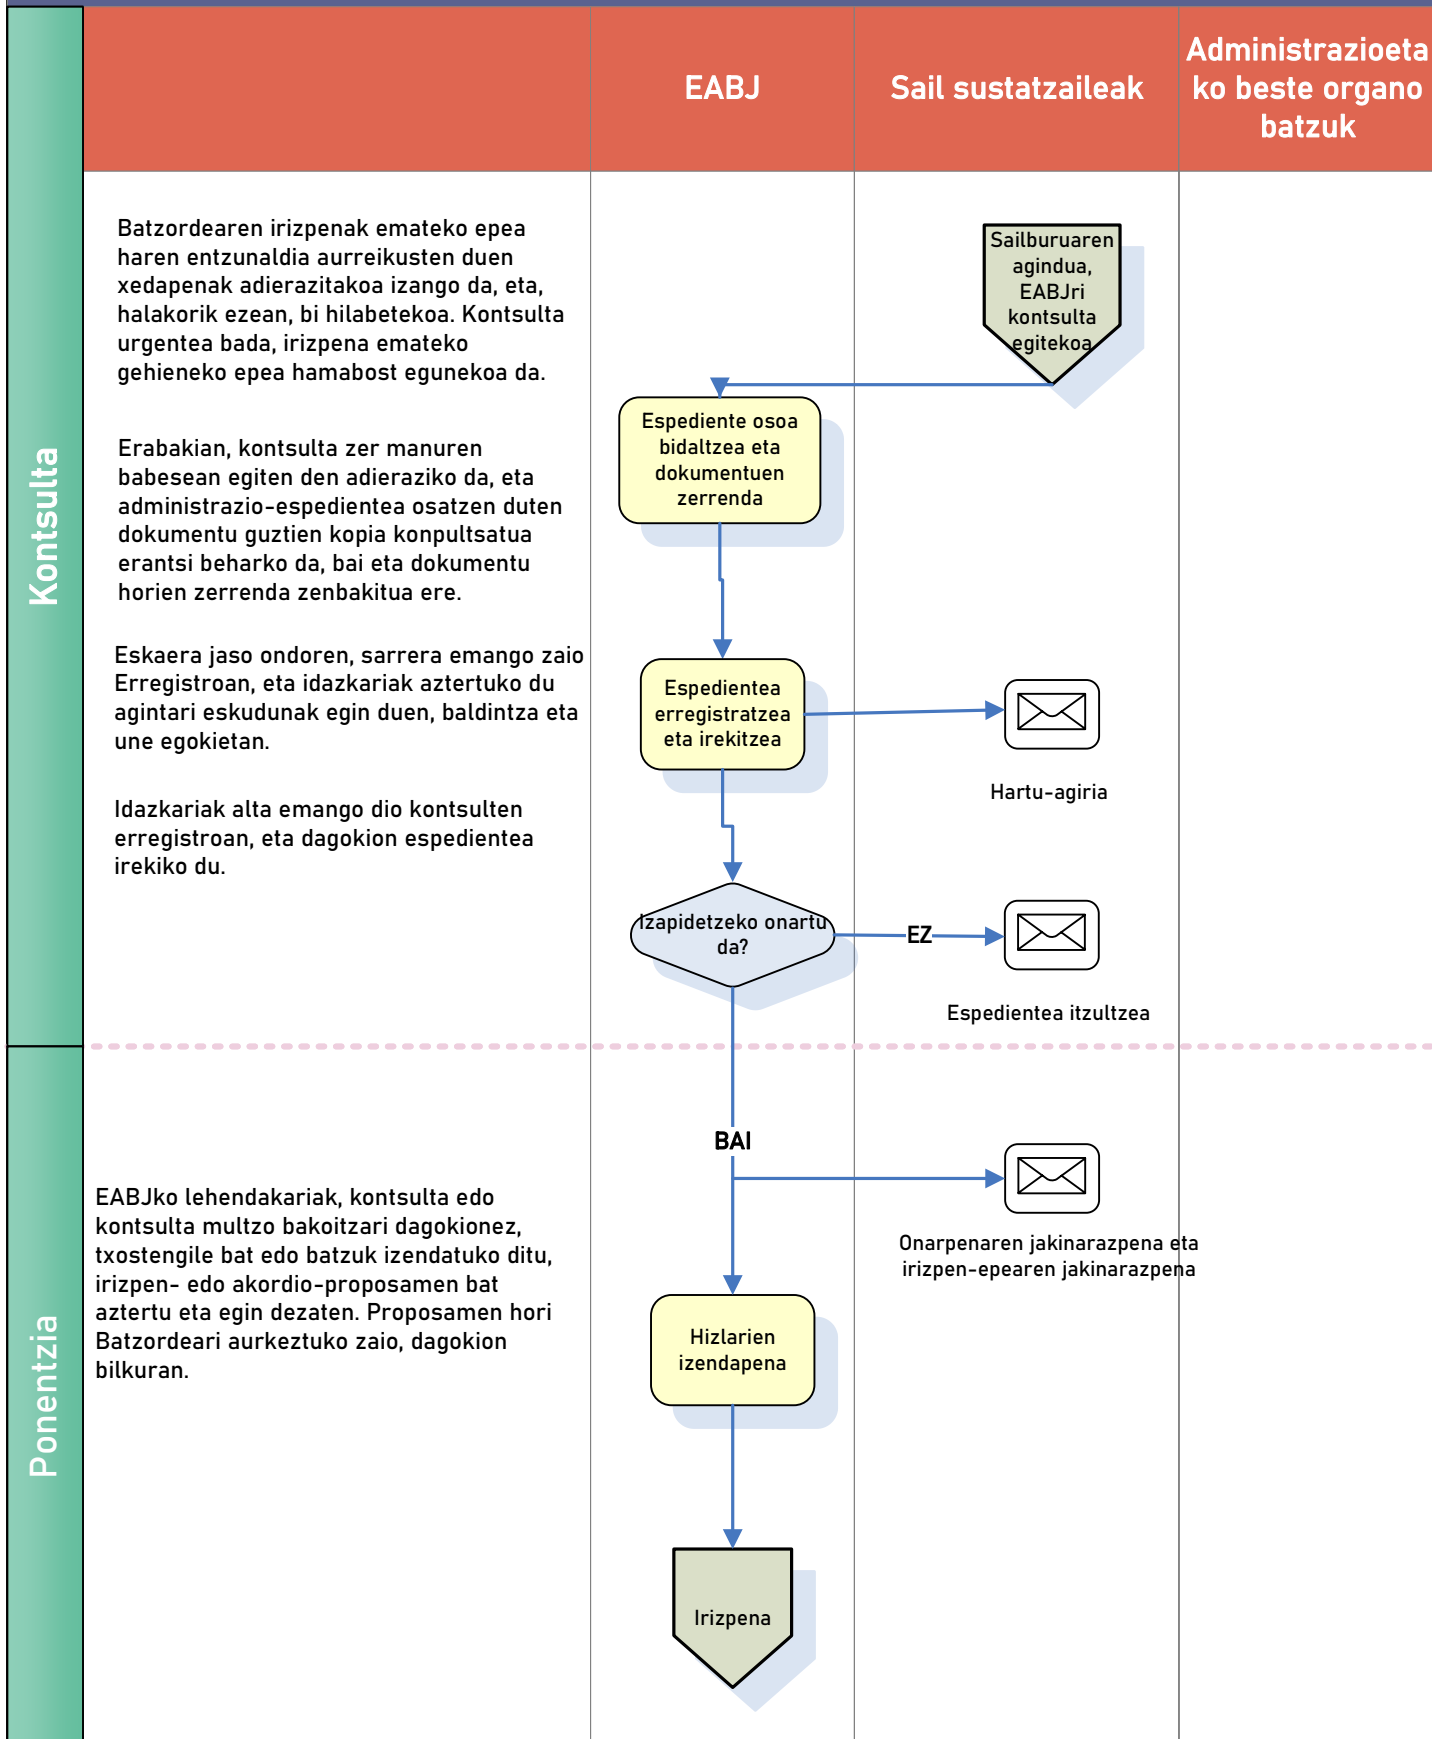 EABJ
Sail sustatzaileak
Administrazioeta
ko beste organo
batzuk
Kontsulta
Batzordearen irizpenak emateko epea
haren entzunaldia aurreikusten duen
xedapenak adierazitakoa izango da, eta,
halakorik ezean, bi hilabetekoa. Kontsulta
urgentea bada, irizpena emateko
gehieneko epea hamabost egunekoa da.
Erabakian, kontsulta zer manuren
babesean egiten den adieraziko da, eta
administrazio-espedientea osatzen duten
dokumentu guztien kopia konpultsatua
erantsi beharko da, bai eta dokumentu
horien zerrenda zenbakitua ere.
Eskaera jaso ondoren, sarrera emango zaio
Erregistroan, eta idazkariak aztertuko du
agintari eskudunak egin duen, baldintza eta
une egokietan.
Idazkariak alta emango dio kontsulten
erregistroan, eta dagokion espedientea
irekiko du.
Sailburuaren
agindua,
EABJri
kontsulta
egitekoa
Espediente osoa
bidaltzea eta
dokumentuen
zerrenda
Espedientea
erregistratzea
eta irekitzea
Hartu-agiria
Izapidetzeko onartu
da?
EZ
Espedientea itzultzea
Ponentzia
BAI
EABJko lehendakariak, kontsulta edo
kontsulta multzo bakoitzari dagokionez,
txostengile bat edo batzuk izendatuko ditu,
irizpen- edo akordio-proposamen bat
aztertu eta egin dezaten. Proposamen hori
Batzordeari aurkeztuko zaio, dagokion
bilkuran.
Onarpenaren jakinarazpena eta
irizpen-epearen jakinarazpena
Hizlarien
izendapena
Irizpena